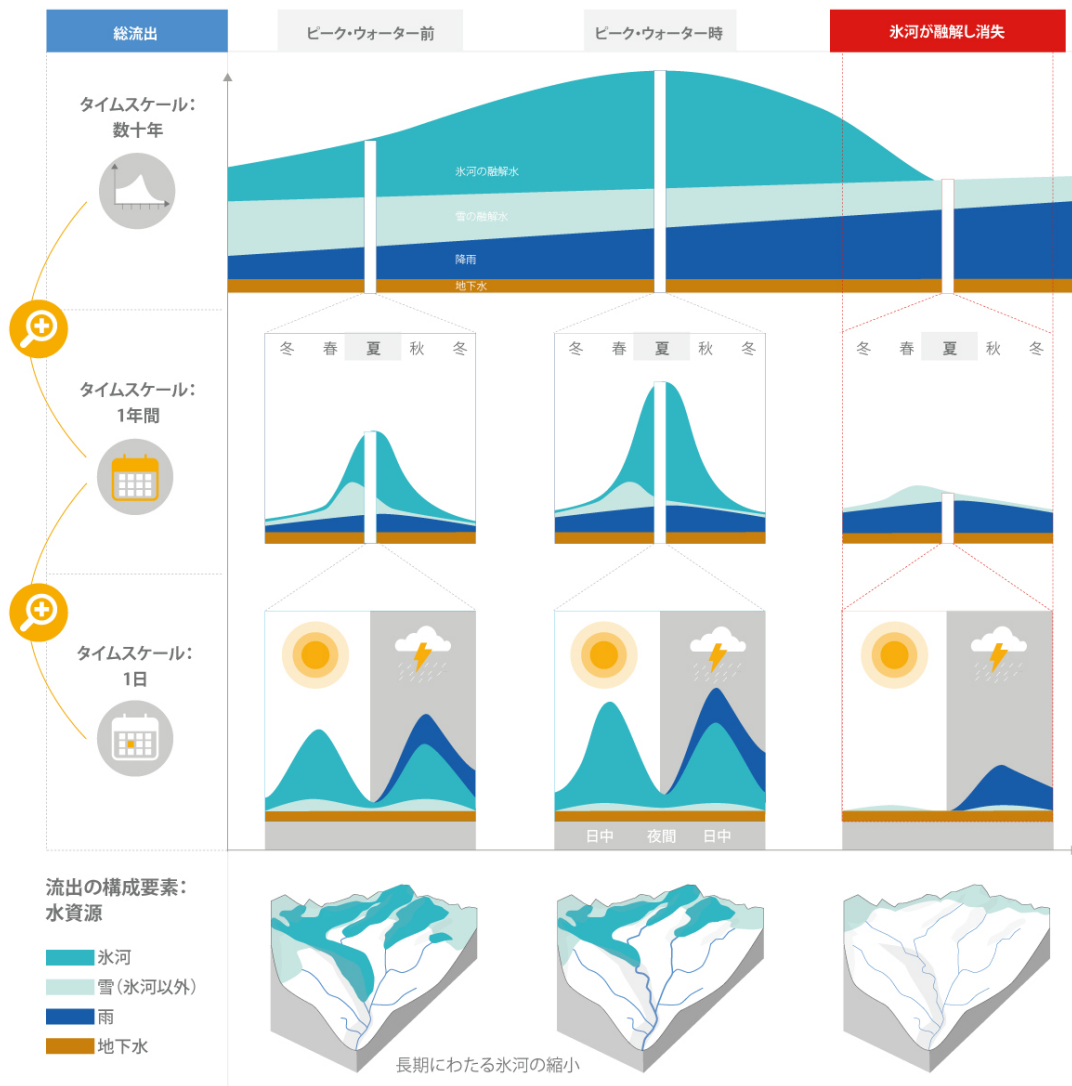 総流出
ピーク・ウォーター前
ピーク・ウォーター時
氷河が融解し消失
タイムスケール：
数十年
氷河の融解水
雪の融解水
降雨
地下水
タイムスケール：
1年間
冬 春 夏 秋 冬
冬 春 夏 秋 冬
冬 春 夏 秋 冬
タイムスケール：
1日
日中 夜間 日中
流出の構成要素：
水資源
氷河
雪（氷河以外）
雨
地下水
長期にわたる氷河の縮小